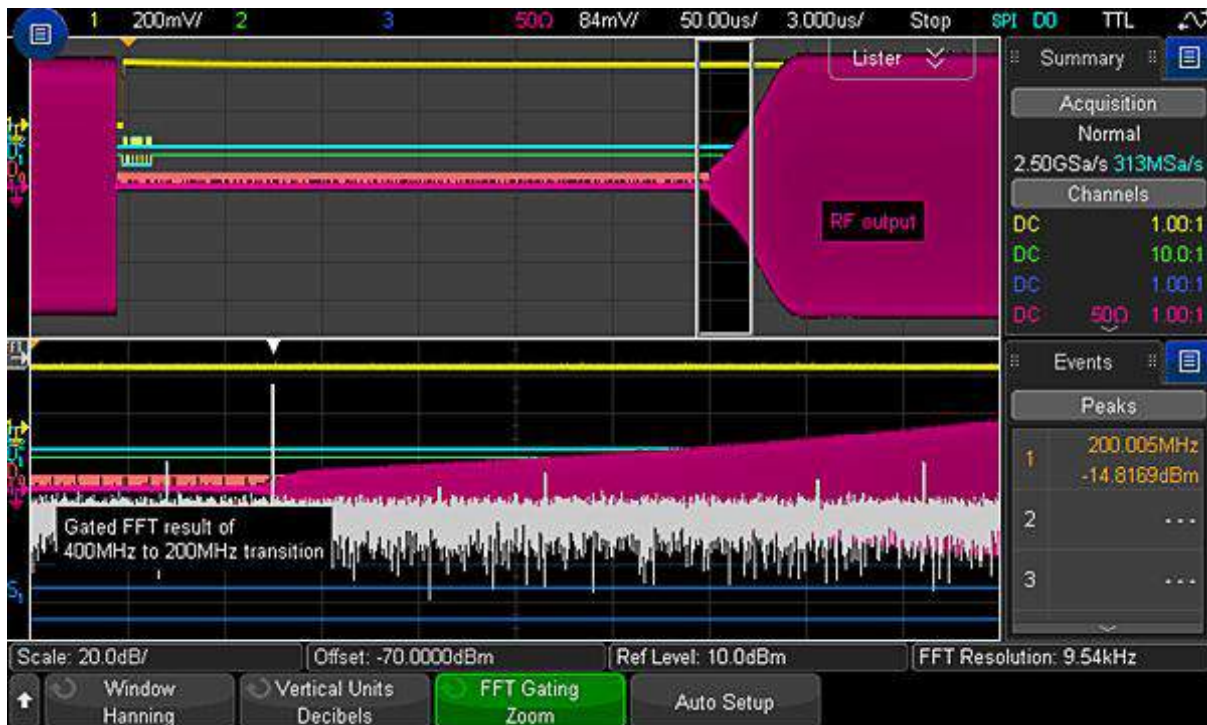 1 200mV/ 2 3 50Ω 84mV/ 50.00us/ 3.000us/ Stop SPI D0 TTL
Lister
Summary
Acquisition
Normal
2.50GSa/s 313MSa/s
Channels
DC 1.00:1
DC 10.0:1
DC 1.00:1
DC 50Ω 1.00:1
RF output
Events
Peaks
1 200.005MHz
-14.8169dBm
2 ---
3 ---
Gated FFT result of
400MHz to 200MHz transition
S1
Scale: 20.0dB/ Offset: -70.0000dBm Ref Level: 10.0dBm FFT Resolution: 9.54kHz
Window
Hanning
Vertical Units
Decibels
FFT Gating
Zoom
Auto Setup